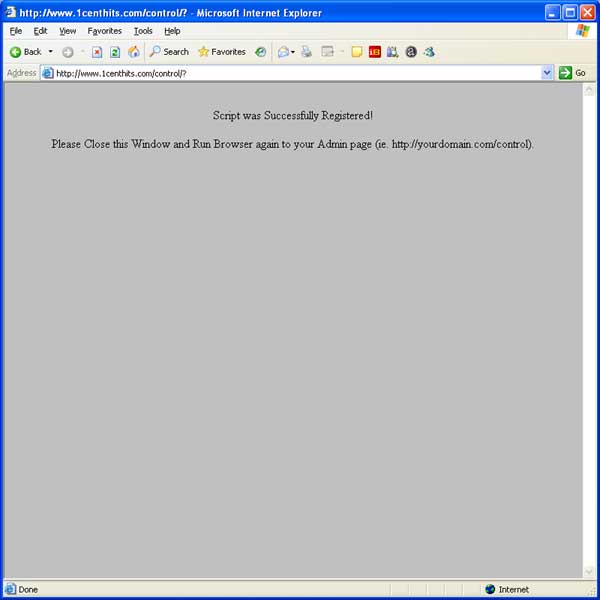 http://www.1centhits.com/control/? - Microsoft Internet Explorer
File Edit View Favorites Tools Help
Back Search Favorites
Address http://www.1centhits.com/control/? Go
Script was Successfully Registered!
Please Close this Window and Run Browser again to your Admin page (ie. http://yourdomain.com/control).
Done Internet